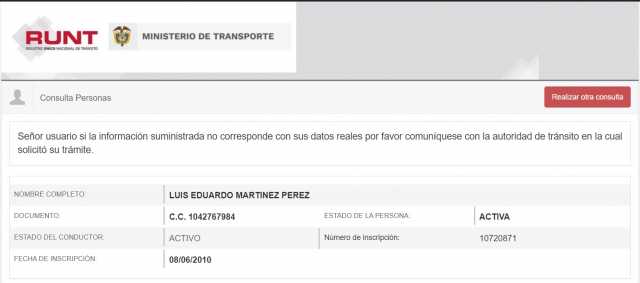 RUNT
REGISTRO ÚNICO NACIONAL DE TRÁNSITO
MINISTERIO DE TRANSPORTE
Consulta Personas
Realizar otra consulta
Señor usuario si la información suministrada no corresponde con sus datos reales por favor comuníquese con la autoridad de tránsito en la cual
solicitó su trámite.
NOMBRE COMPLETO: LUIS EDUARDO MARTINEZ PEREZ
DOCUMENTO: C.C. 1042767984 ESTADO DE LA PERSONA: ACTIVA
ESTADO DEL CONDUCTOR: ACTIVO Número de inscripción: 10720871
FECHA DE INSCRIPCIÓN: 08/06/2010